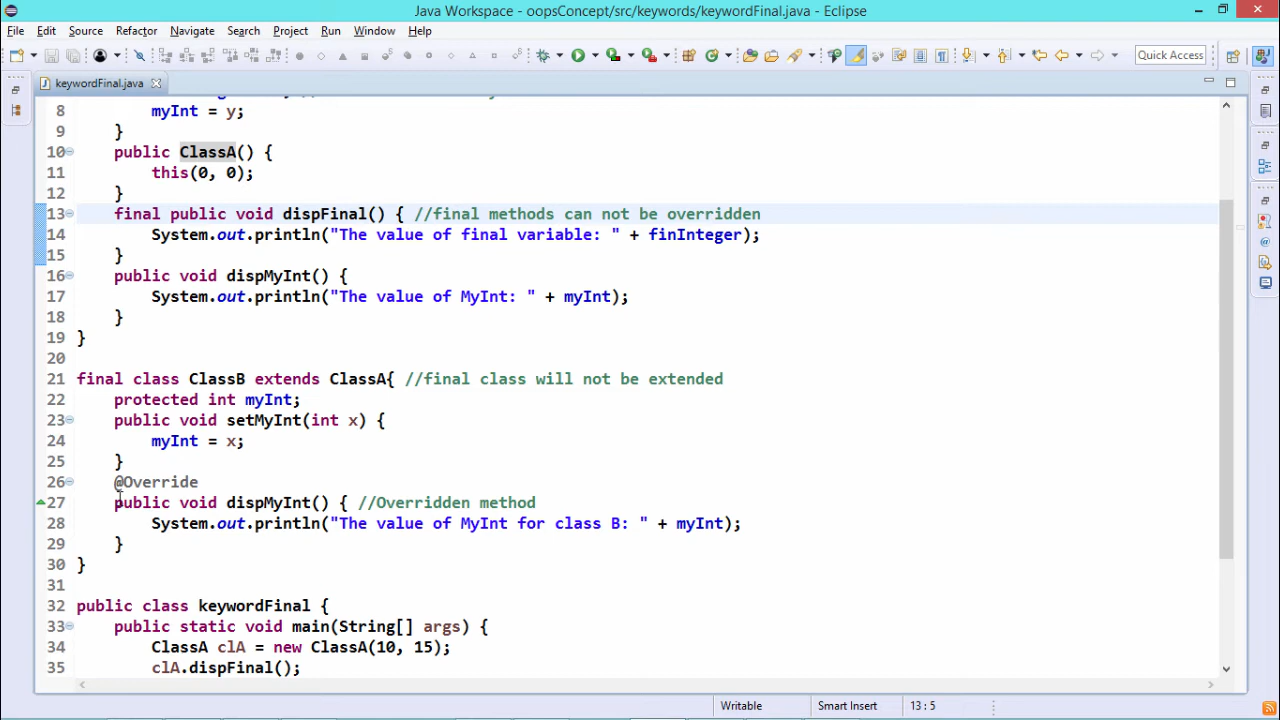 Java Workspace - oopsConcept/src/keywords/keywordFinal.java - Eclipse
File Edit Source Refactor Navigate Search Project Run Window Help
Quick Access
keywordFinal.java
8 myInt = y;
9 }
10 public ClassA() {
11 this(0, 0);
12 }
13 final public void dispFinal() { //final methods can not be overridden
14 System.out.println("The value of final variable: " + finInteger);
15 }
16 public void dispMyInt() {
17 System.out.println("The value of MyInt: " + myInt);
18 }
19 }
20
21 final class ClassB extends ClassA{ //final class will not be extended
22 protected int myInt;
23 public void setMyInt(int x) {
24 myInt = x;
25 }
26 @Override
27 public void dispMyInt() { //Overridden method
28 System.out.println("The value of MyInt for class B: " + myInt);
29 }
30 }
31
32 public class keywordFinal {
33 public static void main(String[] args) {
34 ClassA clA = new ClassA(10, 15);
35 clA.dispFinal();
Writable Smart Insert 13 : 5